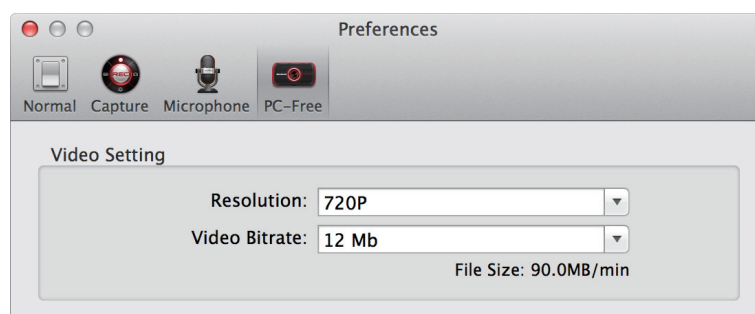 Preferences
REC
Normal Capture Microphone PC-Free
Video Setting
Resolution: 720P
Video Bitrate: 12 Mb
File Size: 90.0MB/min